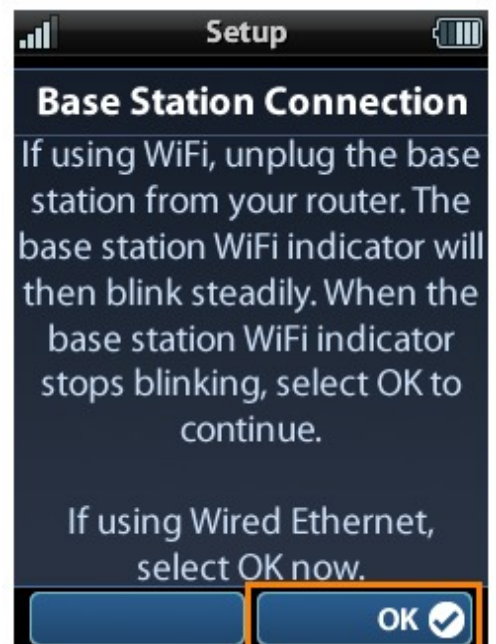 Setup
Base Station Connection
If using WiFi, unplug the base
station from your router. The
base station WiFi indicator will
then blink steadily. When the
base station WiFi indicator
stops blinking, select OK to
continue.
If using Wired Ethernet,
select OK now.
OK